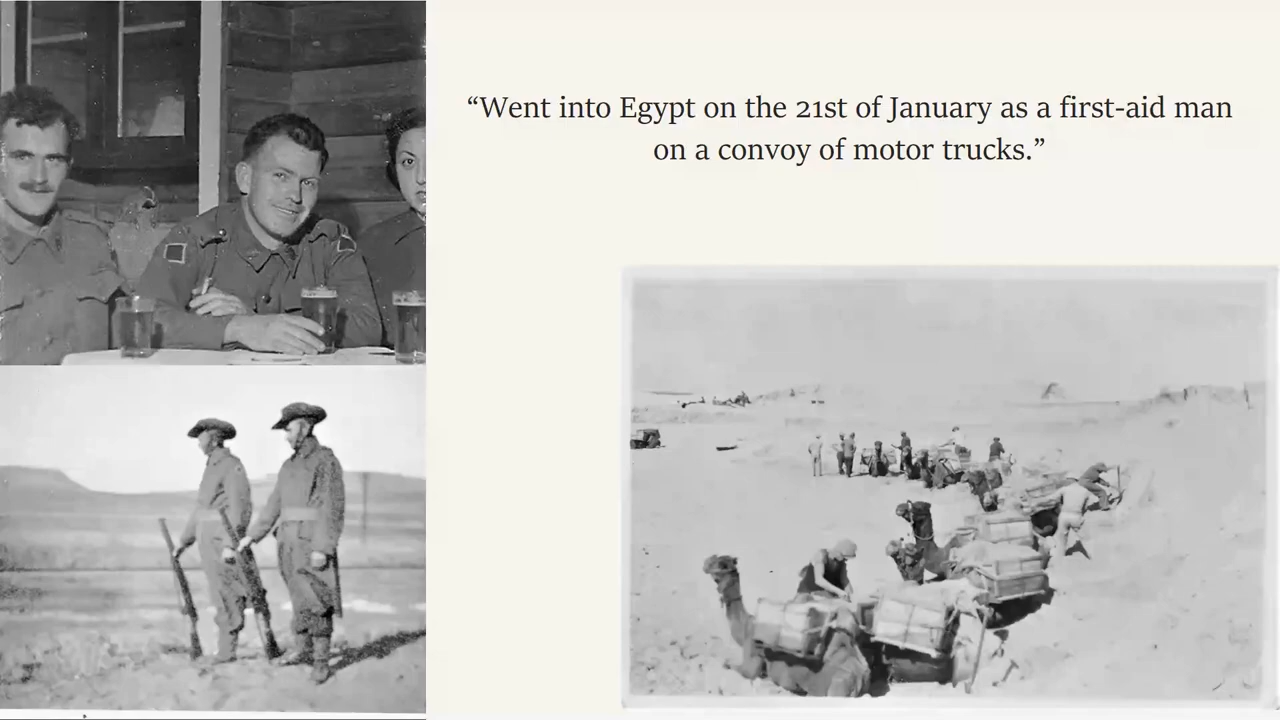 “Went into Egypt on the 21st of January as a first-aid man
on a convoy of motor trucks.”